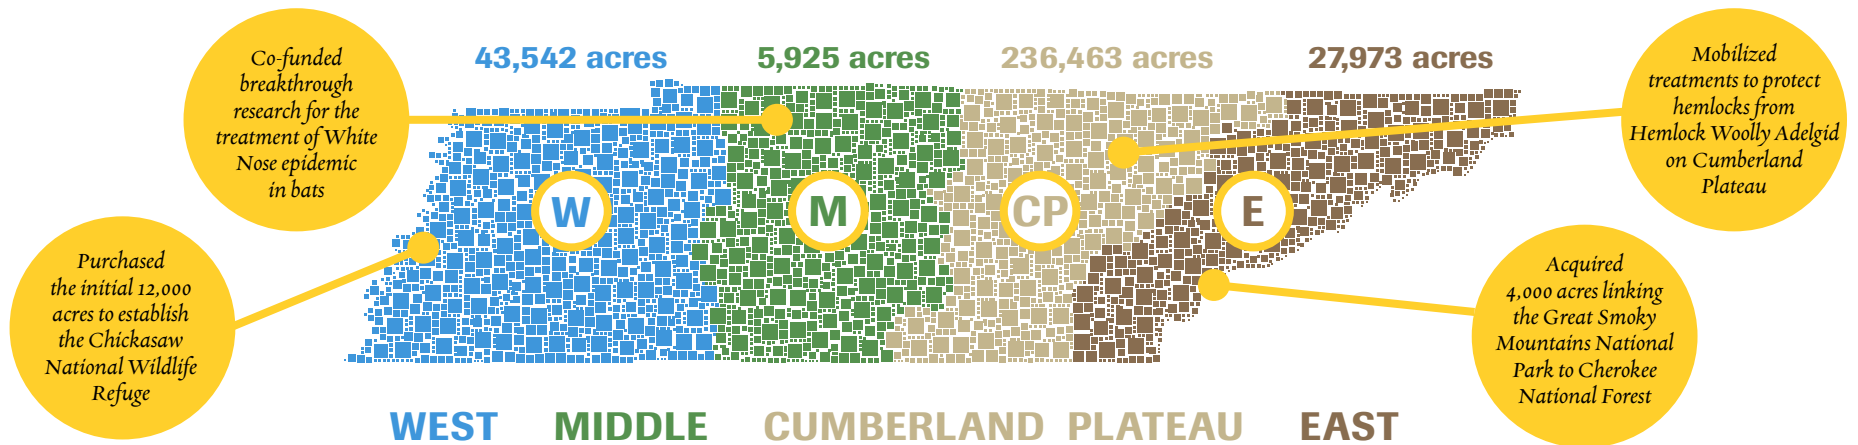 43,542 acres
5,925 acres
236,463 acres
27,973 acres
Co-funded
breakthrough
research for the
treatment of White
Nose epidemic
in bats
Mobilized
treatments to protect
hemlocks from
Hemlock Woolly Adelgid
on Cumberland
Plateau
W
M
CP
E
Purchased
the initial 12,000
acres to establish
the Chickasaw
National Wildlife
Refuge
Acquired
4,000 acres linking
the Great Smoky
Mountains National
Park to Cherokee
National Forest
WEST
MIDDLE
CUMBERLAND PLATEAU
EAST